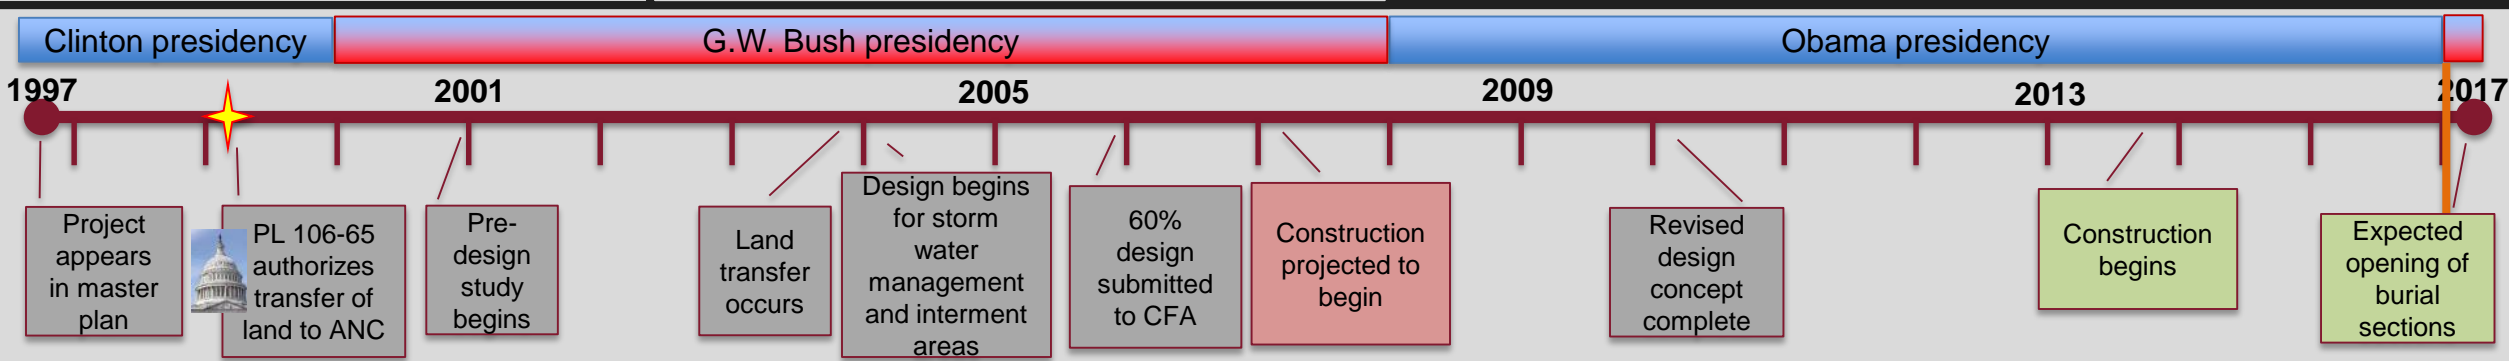 Clinton presidency
G.W. Bush presidency
Obama presidency
1997
2001
2005
2009
2013
2017
Project
appears
in master
plan
PL 106-65
authorizes
transfer of
land to ANC
Pre-
design
study
begins
Land
transfer
occurs
Design begins
for storm
water
management
and interment
areas
60%
design
submitted
to CFA
Construction
projected to
begin
Revised
design
concept
complete
Construction
begins
Expected
opening of
burial
sections